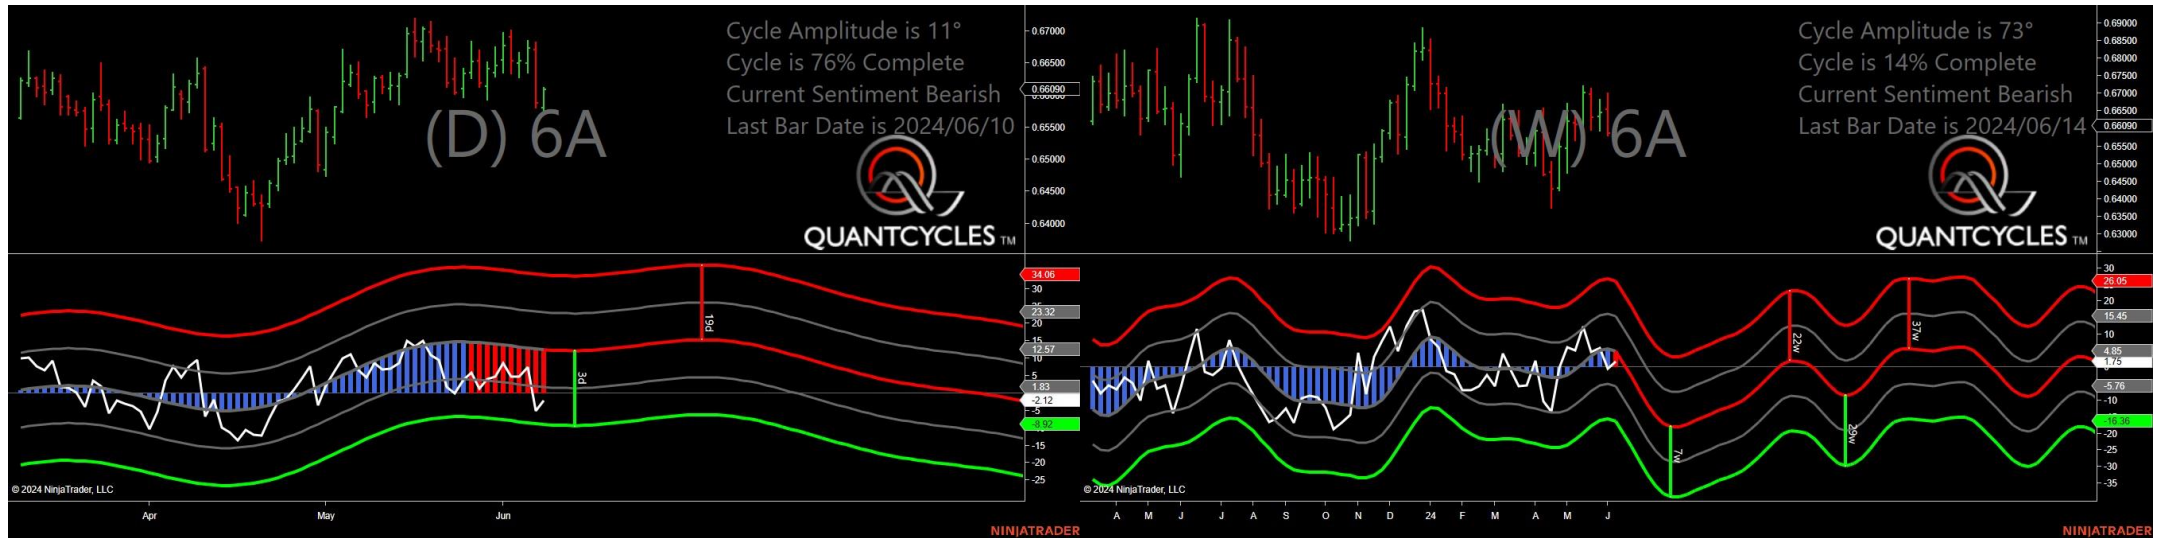 Cycle Amplitude is 11°
Cycle is 76% Complete
Current Sentiment Bearish
Last Bar Date is 2024/06/10
(D) 6A
QUANTCYCLES TM
0.67000
0.66500
0.66090
0.65500
0.65000
0.64500
0.64000
34.06
30
23.32
20
15
12.57
10
5
1.83
-2.12
-5
-8.92
-15
-20
-25
19d
3d
© 2024 NinjaTrader, LLC
Apr May Jun
NINJATRADER
Cycle Amplitude is 73°
Cycle is 14% Complete
Current Sentiment Bearish
Last Bar Date is 2024/06/14
(W) 6A
QUANTCYCLES TM
0.69000
0.68500
0.68000
0.67500
0.67000
0.66500
0.66090
0.65500
0.65000
0.64500
0.64000
0.63500
0.63000
30
26.05
20
15.45
10
4.85
1.75
-5.76
-10
-16.36
-20
-25
-30
-35
22w
37w
7w
29w
© 2024 NinjaTrader, LLC
A M J J A S O N D 24 F M A M J
NINJATRADER